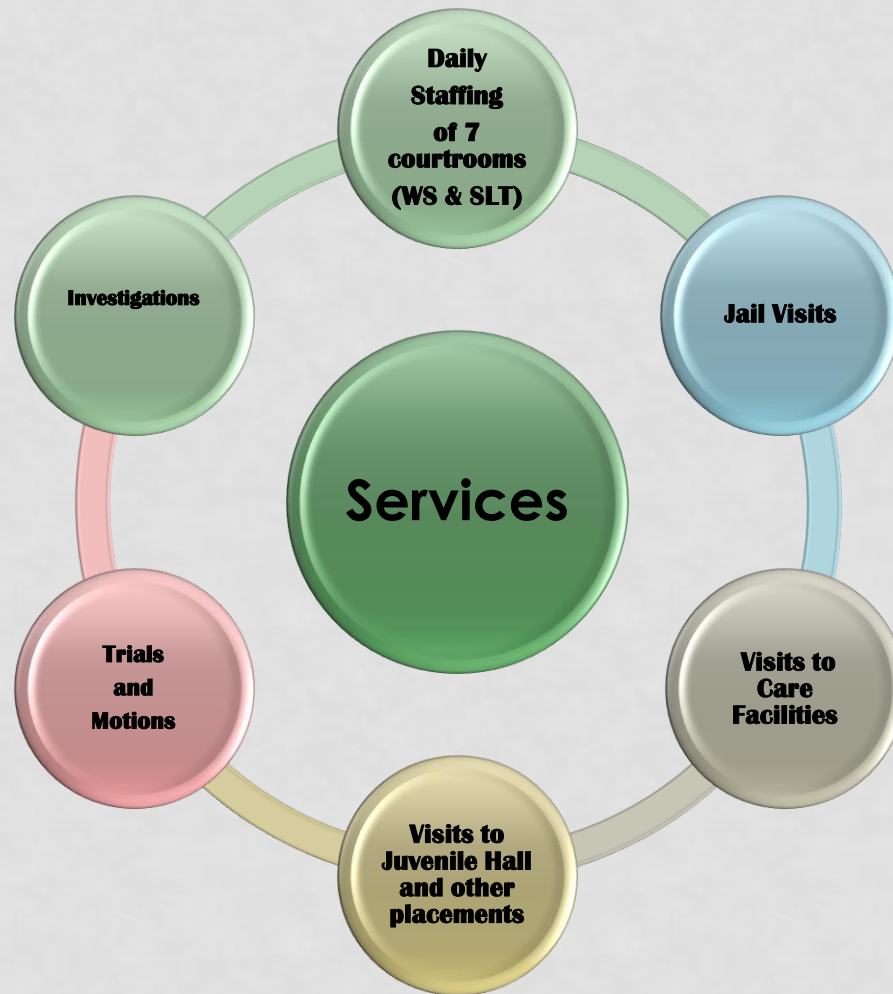 Daily
Staffing
of 7
courtrooms
(WS & SLT)
Jail Visits
Visits to
Care
Facilities
Visits to
Juvenile Hall
and other
placements
Trials
and
Motions
Investigations
Services